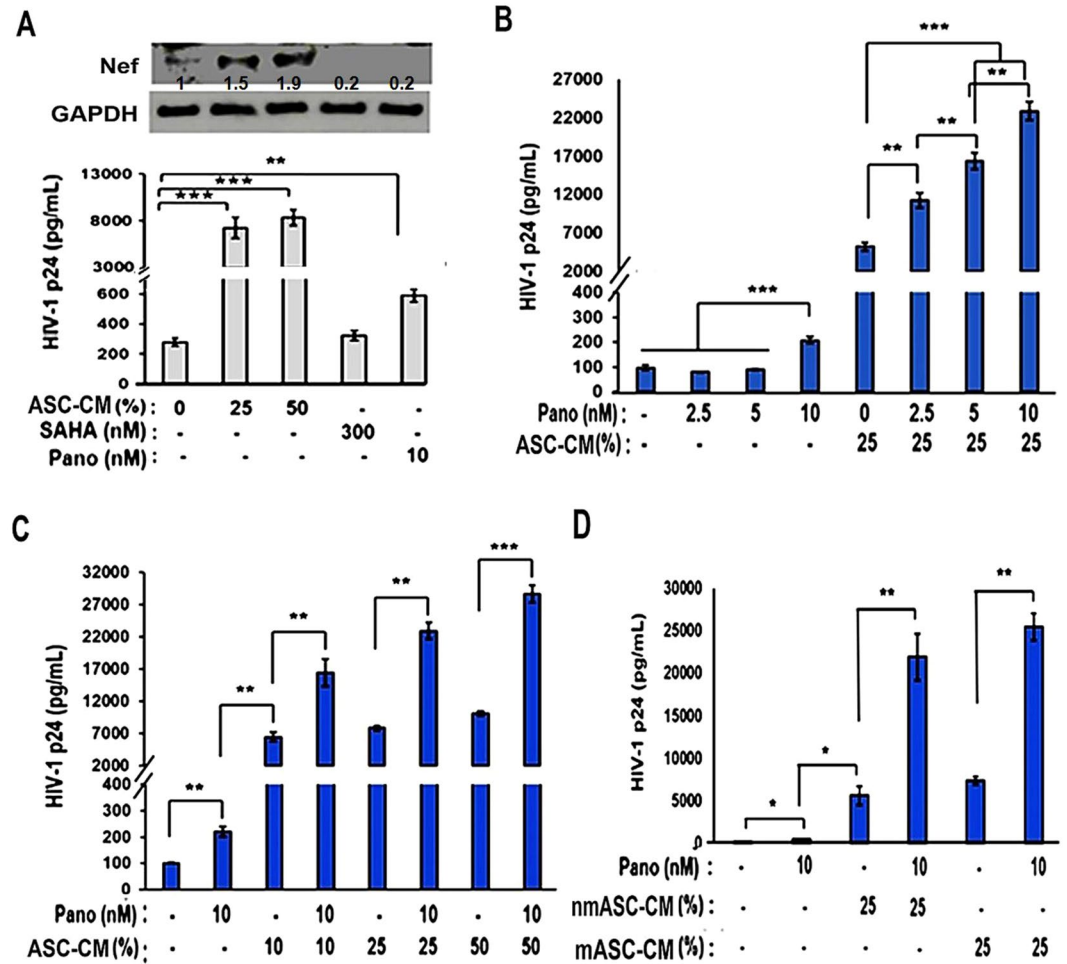 A
Nef
1 1.5 1.9 0.2 0.2
GAPDH
**
***
***
HIV-1 p24 (pg/mL)
13000
8000
3000
600
400
200
0
ASC-CM (%) : 0 25 50 - -
SAHA (nM) : - - - 300 -
Pano (nM) : - - - - 10
B
***
**
**
**
***
HIV-1 p24 (pg/mL)
27000
22000
17000
12000
7000
2000
400
300
200
100
0
Pano (nM) : - 2.5 5 10 0 2.5 5 10
ASC-CM(%) : - - - - 25 25 25 25
C
***
**
**
**
**
HIV-1 p24 (pg/mL)
32000
27000
22000
17000
12000
7000
2000
400
300
200
100
0
Pano (nM) : - 10 - 10 - 10 - 10
ASC-CM (%) : - - 10 10 25 25 50 50
D
**
**
*
*
HIV-1 p24 (pg/mL)
30000
25000
20000
15000
10000
5000
0
Pano (nM) : - 10 - 10 - 10
nmASC-CM (%) : - - 25 25 - -
mASC-CM (%) : - - - - 25 25